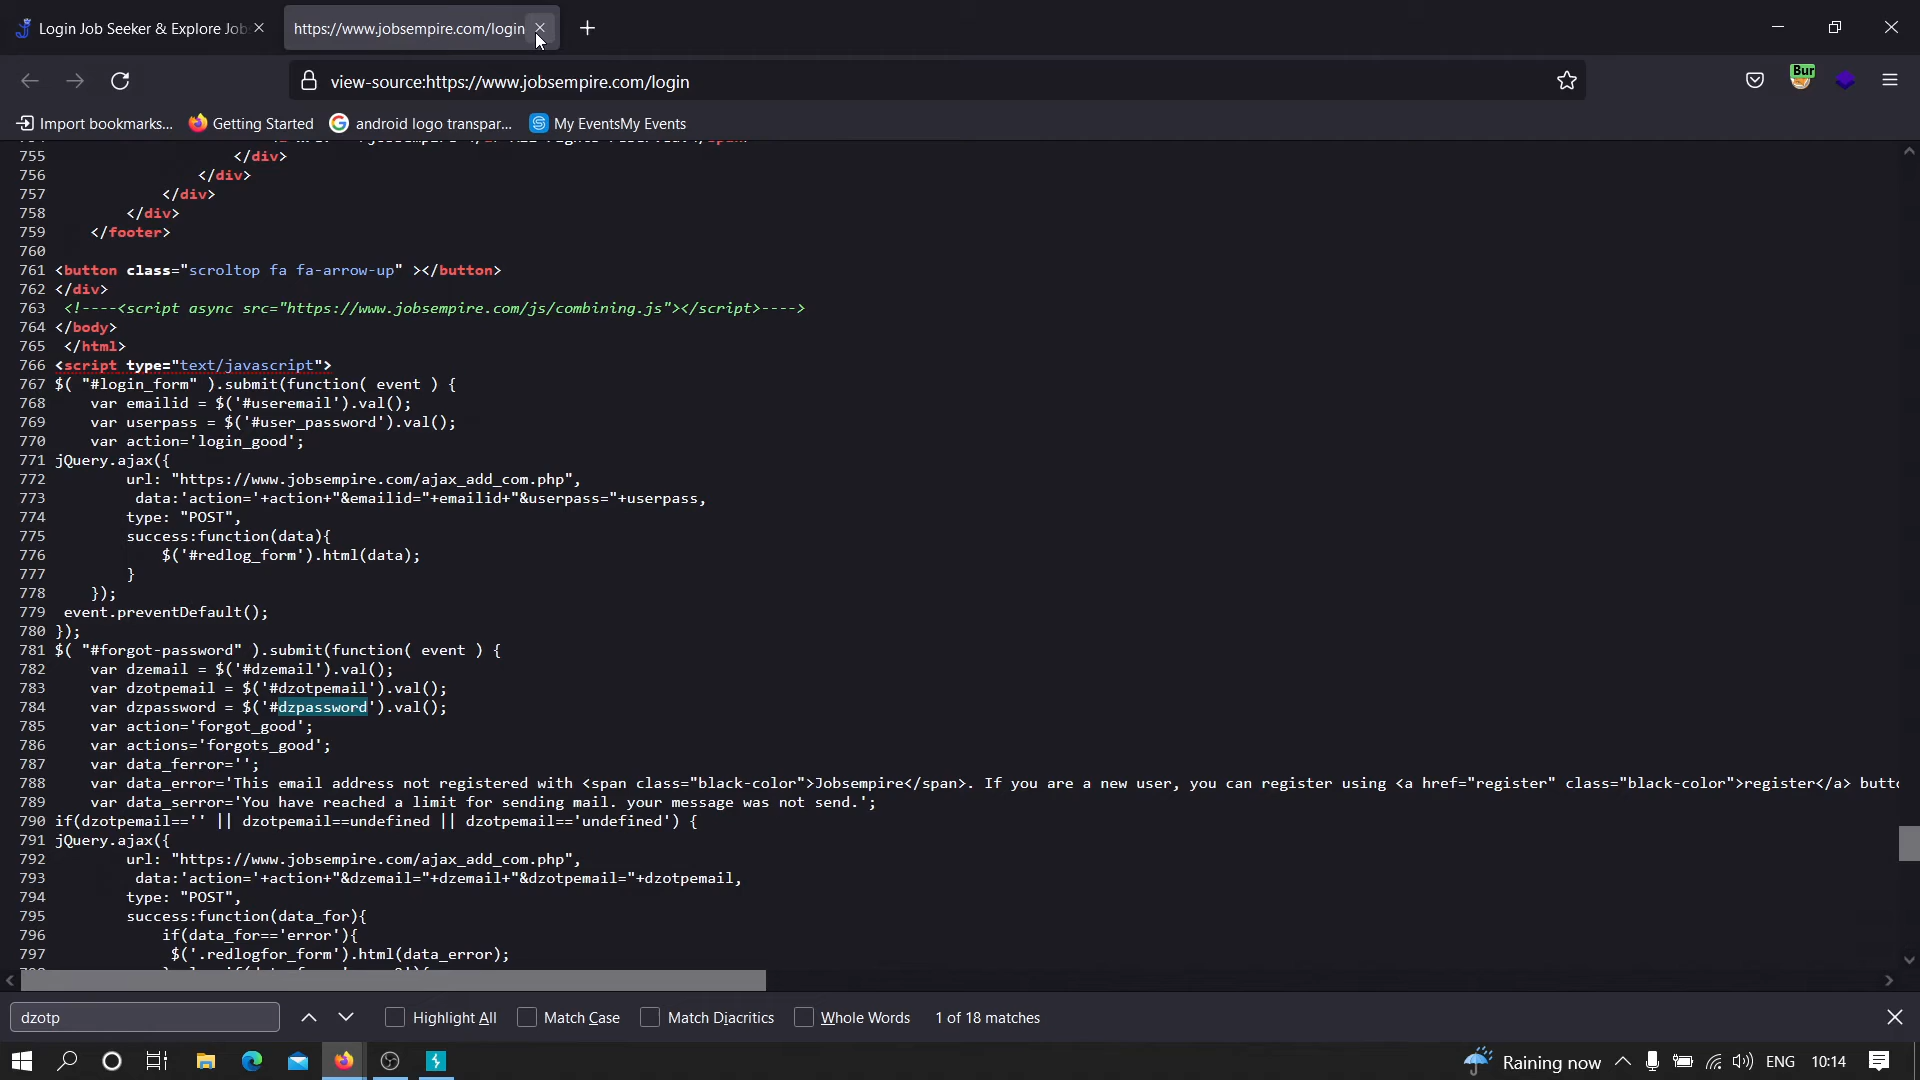 Login Job Seeker & Explore Job
https://www.jobsempire.com/login
view-source:https://www.jobsempire.com/login
Bur
Import bookmarks...
Getting Started
android logo transpar...
My EventsMy Events
755 </div>
756 </div>
757 </div>
758 </div>
759 </footer>
760
761 <button class="scroltop fa fa-arrow-up" ></button>
762 </div>
763 <!----<script async src="https://www.jobsempire.com/js/combining.js"></script>---->
764 </body>
765 </html>
766 <script type="text/javascript">
767 $( "#login_form" ).submit(function( event ) {
768 var emailid = $('#useremail').val();
769 var userpass = $('#user_password').val();
770 var action='login_good';
771 jQuery.ajax({
772 url: "https://www.jobsempire.com/ajax_add_com.php",
773 data:'action='+action+"&emailid="+emailid+"&userpass="+userpass,
774 type: "POST",
775 success:function(data){
776 $('#redlog_form').html(data);
777 }
778 });
779 event.preventDefault();
780 });
781 $( "#forgot-password" ).submit(function( event ) {
782 var dzemail = $('#dzemail').val();
783 var dzotpemail = $('#dzotpemail').val();
784 var dzpassword = $('#dzpassword').val();
785 var action='forgot_good';
786 var actions='forgots_good';
787 var data_ferror='';
788 var data_error='This email address not registered with <span class="black-color">Jobsempire</span>. If you are a new user, you can register using <a href="register" class="black-color">register</a> butto
789 var data_serror='You have reached a limit for sending mail. your message was not send.';
790 if(dzotpemail=='' || dzotpemail==undefined || dzotpemail=='undefined') {
791 jQuery.ajax({
792 url: "https://www.jobsempire.com/ajax_add_com.php",
793 data:'action='+action+"&dzemail="+dzemail+"&dzotpemail="+dzotpemail,
794 type: "POST",
795 success:function(data_for){
796 if(data_for=='error'){
797 $('.redlogfor_form').html(data_error);
dzotp
Highlight All
Match Case
Match Diacritics
Whole Words
1 of 18 matches
Raining now
ENG
10:14